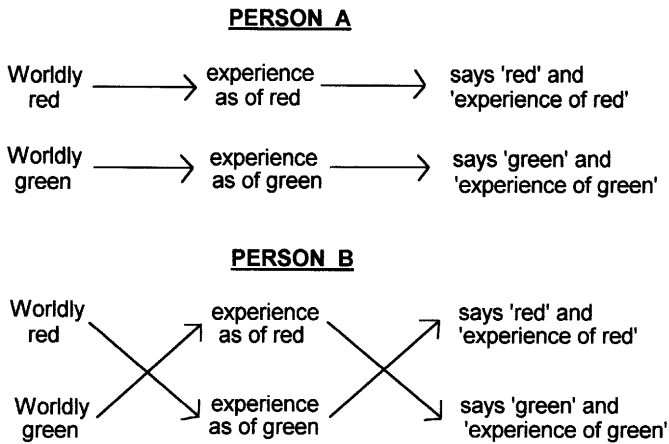 PERSON A
Worldly red
experience as of red
says 'red' and 'experience of red'
Worldly green
experience as of green
says 'green' and 'experience of green'
PERSON B
Worldly red
experience as of red
says 'red' and 'experience of red'
Worldly green
experience as of green
says 'green' and 'experience of green'